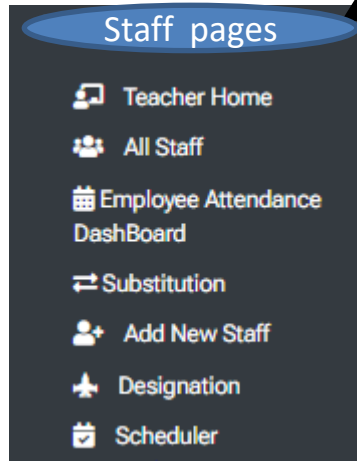 Staff pages
Teacher Home
All Staff
Employee Attendance
DashBoard
Substitution
Add New Staff
Designation
Scheduler